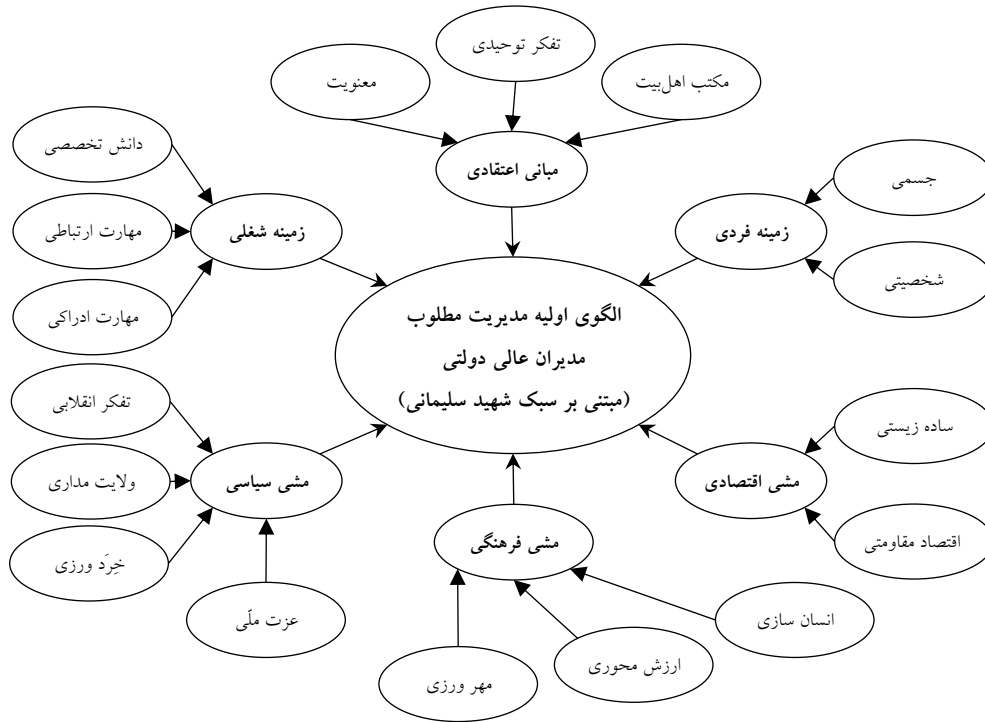 تفکر توحیدی
مکتب اهل‌بیت
معنویت
مبانی اعتقادی
جسمی
زمینه فردی
شخصیتی
دانش تخصصی
زمینه شغلی
مهارت ارتباطی
مهارت ادراکی
الگوی اولیه مدیریت مطلوب
مدیران عالی دولتی
(مبتنی بر سبک شهید سلیمانی)
ساده زیستی
مشی اقتصادی
اقتصاد مقاومتی
تفکر انقلابی
مشی سیاسی
ولایت مداری
خِرَد ورزی
عزت ملّی
مشی فرهنگی
انسان سازی
ارزش محوری
مهر ورزی